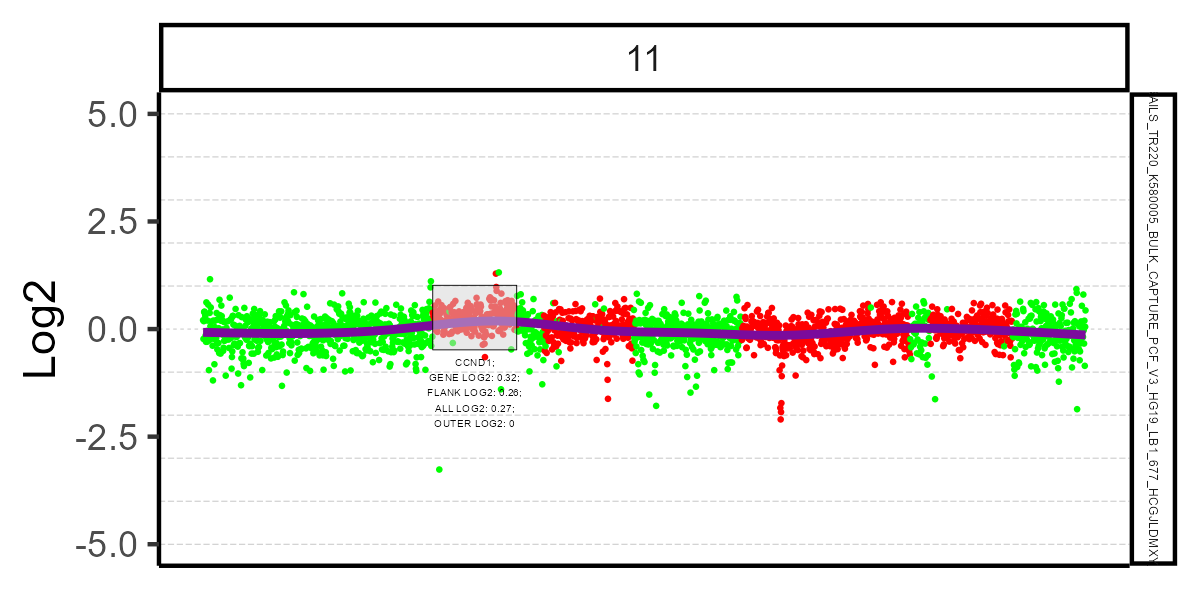 11
Log2
5.0
2.5
0.0
-2.5
-5.0
CCND1;
GENE LOG2: 0.32;
FLANK LOG2: 0.26;
ALL LOG2: 0.27;
OUTER LOG2: 0
AILS_TR220_K580005_BULK_CAPTURE_PCF_V3_HG19_LB1_677_HCGJLDMXY